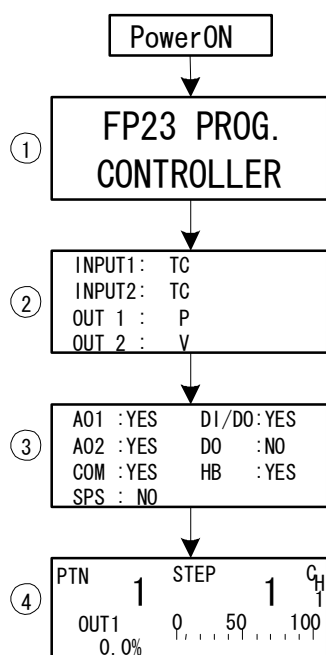 PowerON
① FP23 PROG.
CONTROLLER
② INPUT1: TC
INPUT2: TC
OUT 1 : P
OUT 2 : V
③ AO1 :YES DI/DO:YES
AO2 :YES DO :NO
COM :YES HB :YES
SPS : NO
④ PTN 1 STEP 1 CH1
OUT1 0 50 100
0.0%